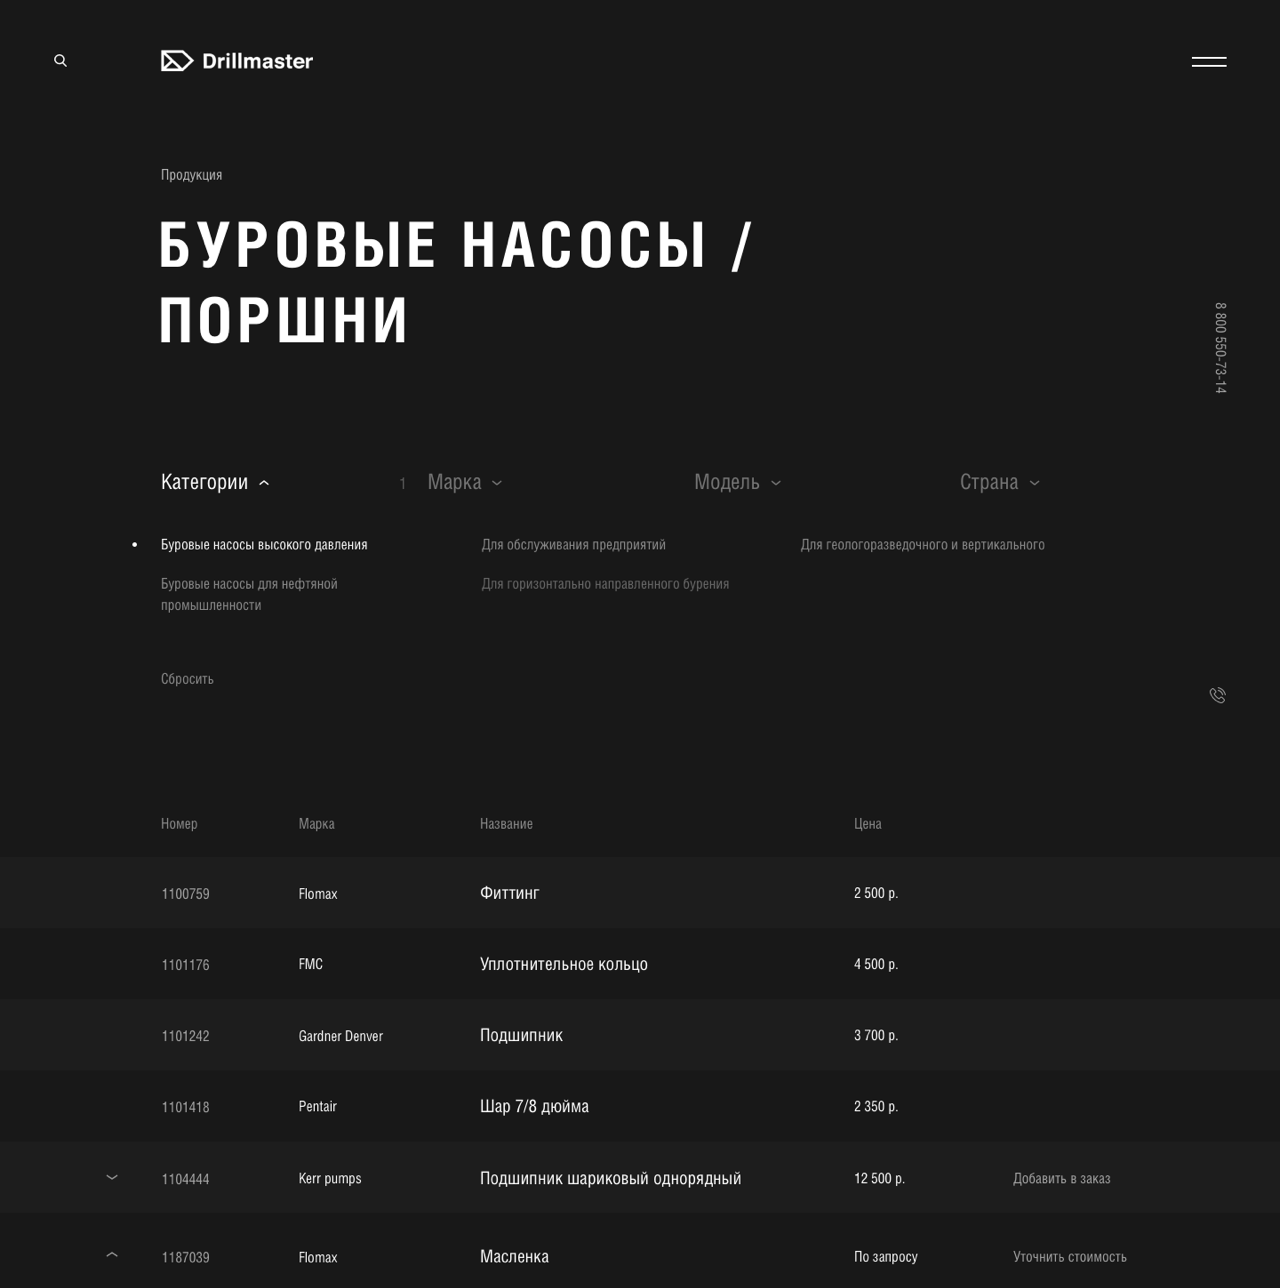 Drillmaster
Продукция
БУРОВЫЕ НАСОСЫ /
ПОРШНИ
8 800 550-73-14
Категории 1 Марка Модель Страна
Буровые насосы высокого давления Для обслуживания предприятий Для геологоразведочного и вертикального
Буровые насосы для нефтяной Для горизонтально направленного бурения
промышленности
Сбросить
Номер Марка Название Цена
1100759 Flomax Фиттинг 2 500 р.
1101176 FMC Уплотнительное кольцо 4 500 р.
1101242 Gardner Denver Подшипник 3 700 р.
1101418 Pentair Шар 7/8 дюйма 2 350 р.
1104444 Kerr pumps Подшипник шариковый однорядный 12 500 р. Добавить в заказ
1187039 Flomax Масленка По запросу Уточнить стоимость